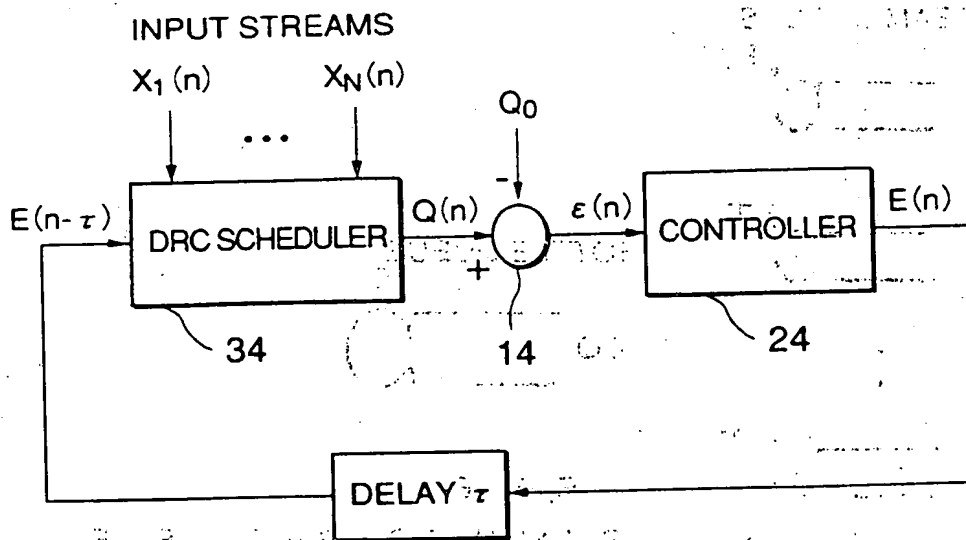 INPUT STREAMS
X1(n) XN(n)
• • •
Q0
-
E(n-τ) DRC SCHEDULER Q(n) + ε(n) CONTROLLER E(n)
34 14 24
DELAY τ